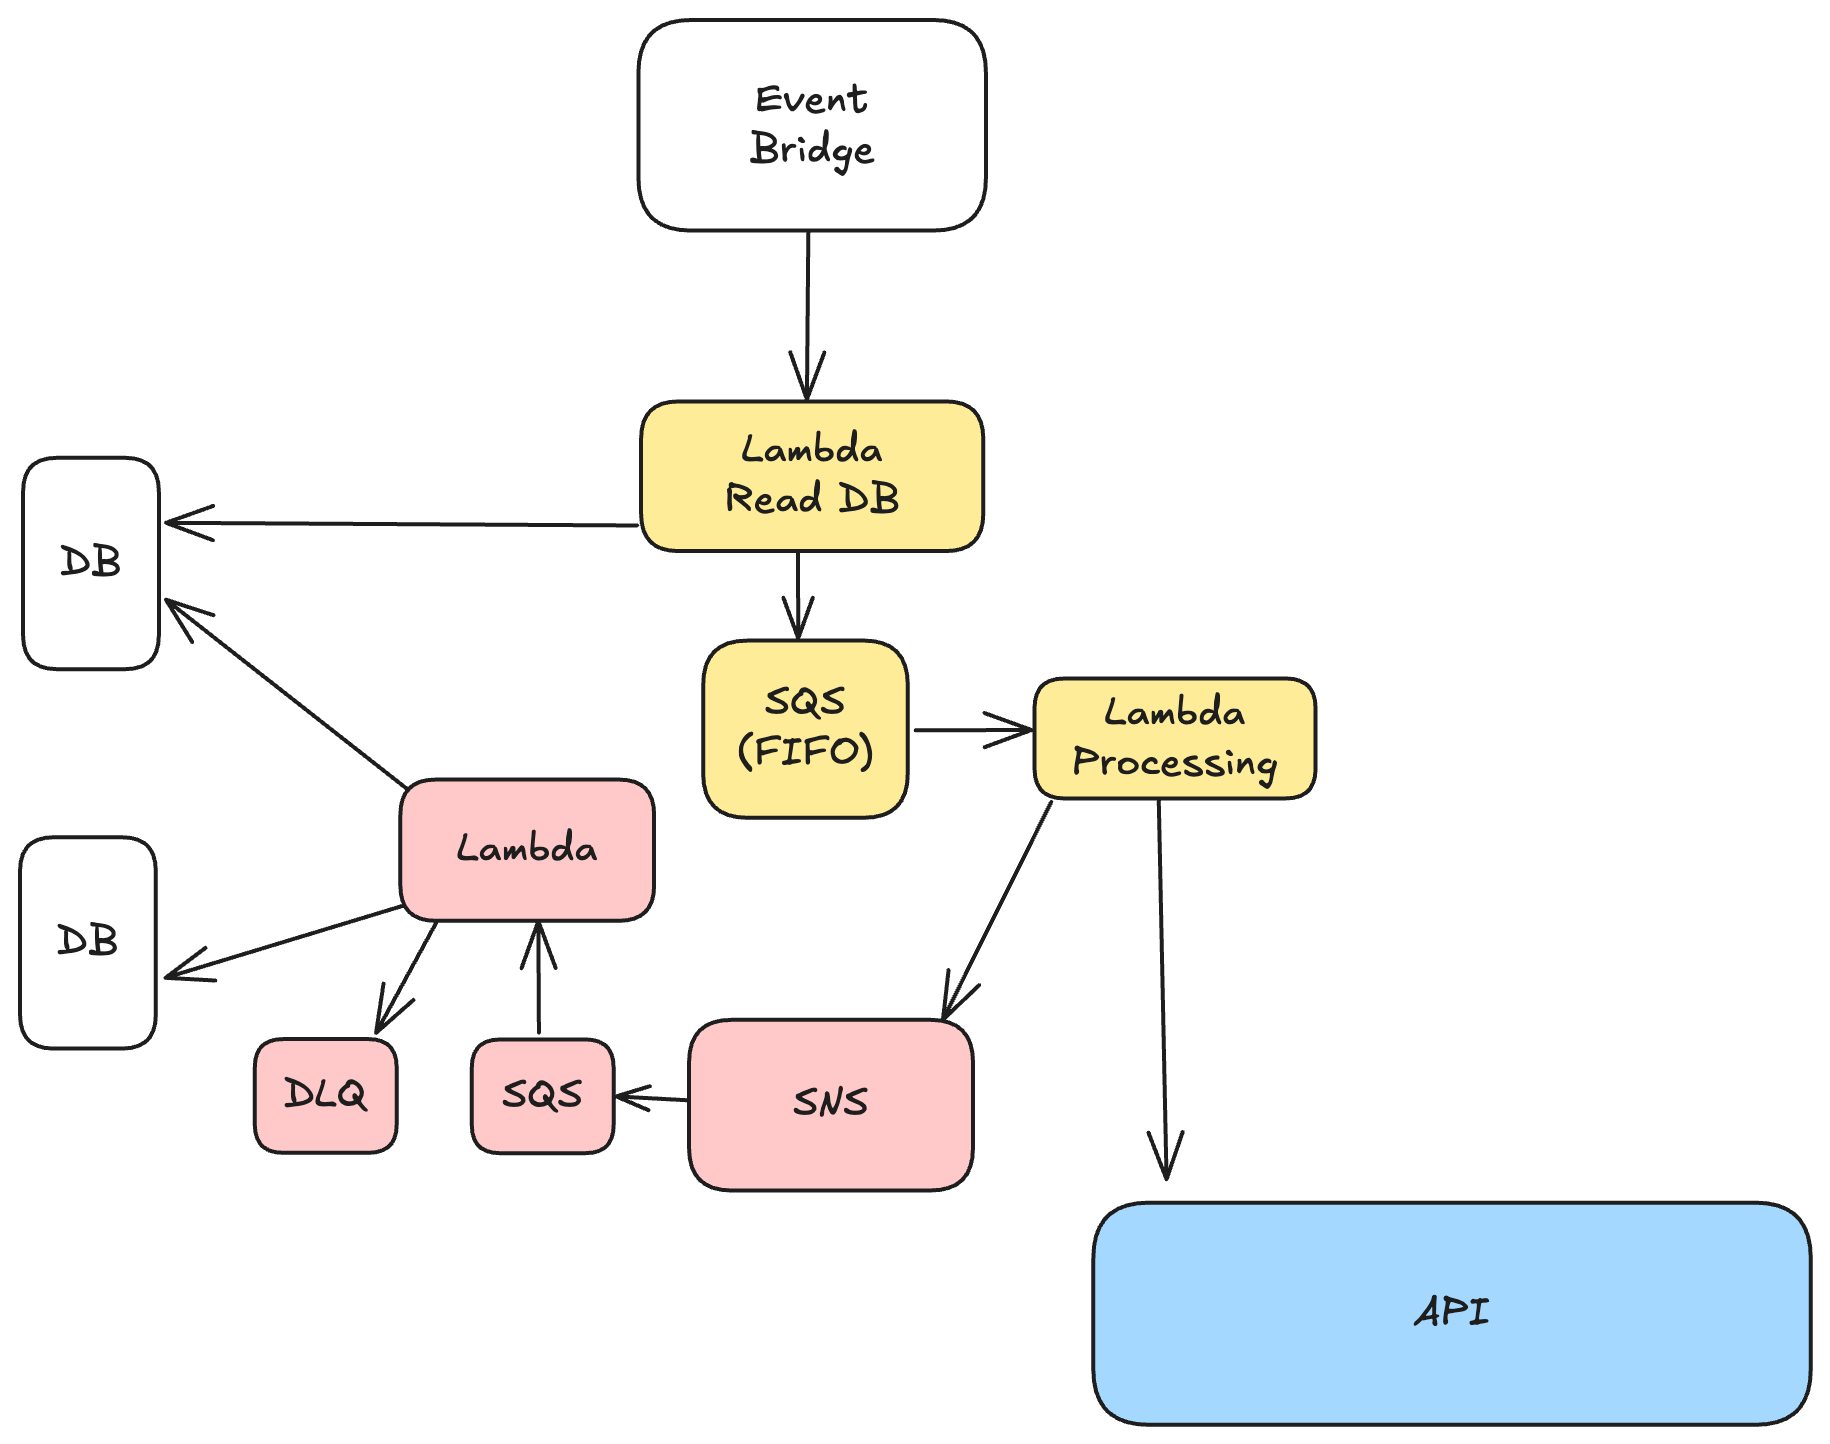 Event
Bridge
Lambda
Read DB
DB
SQS
(FIFO)
Lambda
Processing
Lambda
DB
DLQ
SQS
SNS
API